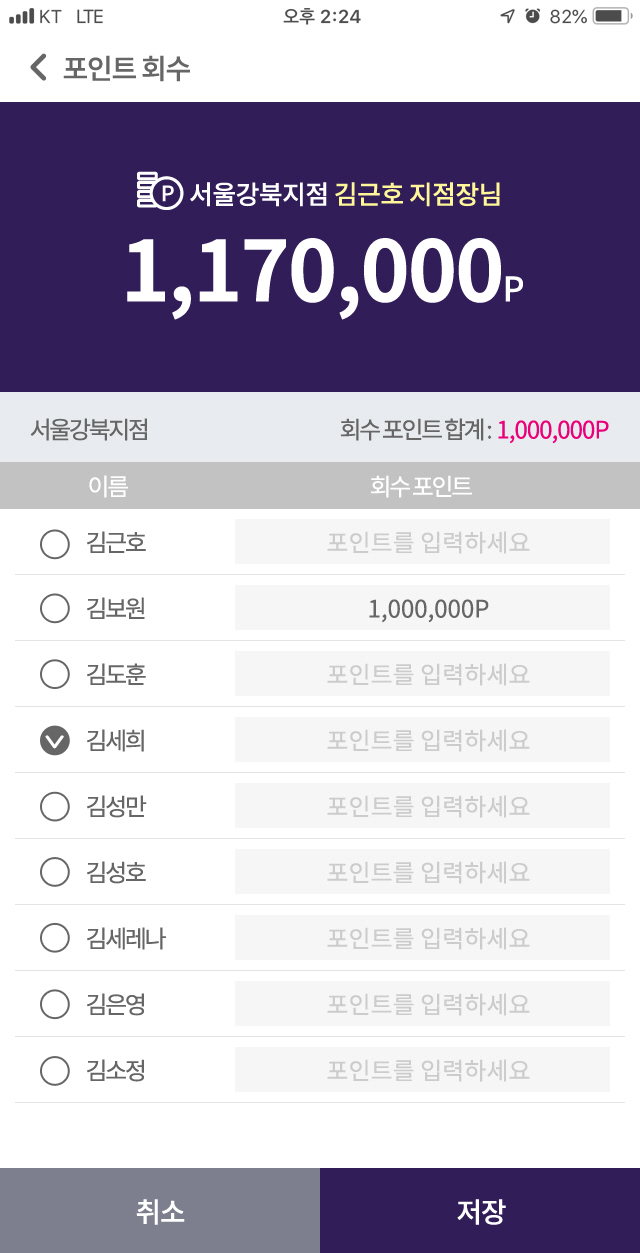 KT LTE 오후 2:24 82%
포인트 회수
P 서울강북지점 김근호 지점장님
1,170,000P
서울강북지점 회수 포인트 합계 : 1,000,000P
이름 회수 포인트
김근호 포인트를 입력하세요
김보원 1,000,000P
김도훈 포인트를 입력하세요
김세희 포인트를 입력하세요
김성만 포인트를 입력하세요
김성호 포인트를 입력하세요
김세레나 포인트를 입력하세요
김은영 포인트를 입력하세요
김소정 포인트를 입력하세요
취소 저장